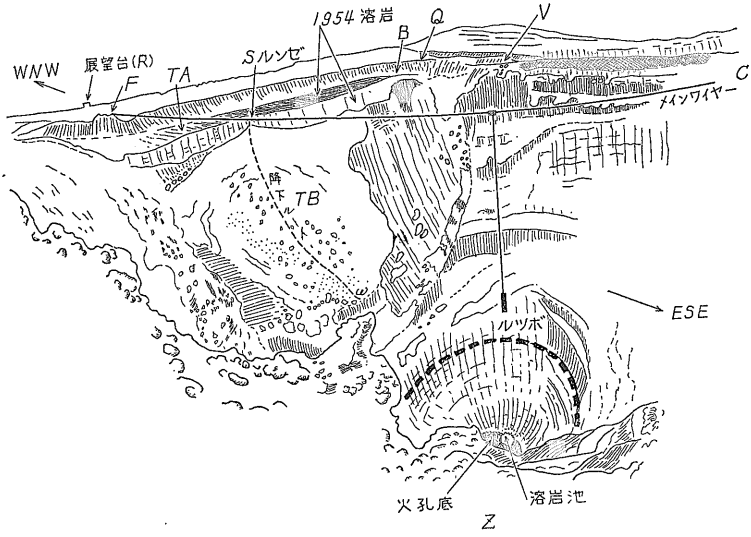 1954 溶岩
Q
V
B
Sルンゼ
WNW
展望台(R)
TA
F
C
メインワイヤー
降下ルート
TB
ESE
ルツボ
火孔底
溶岩池
Z